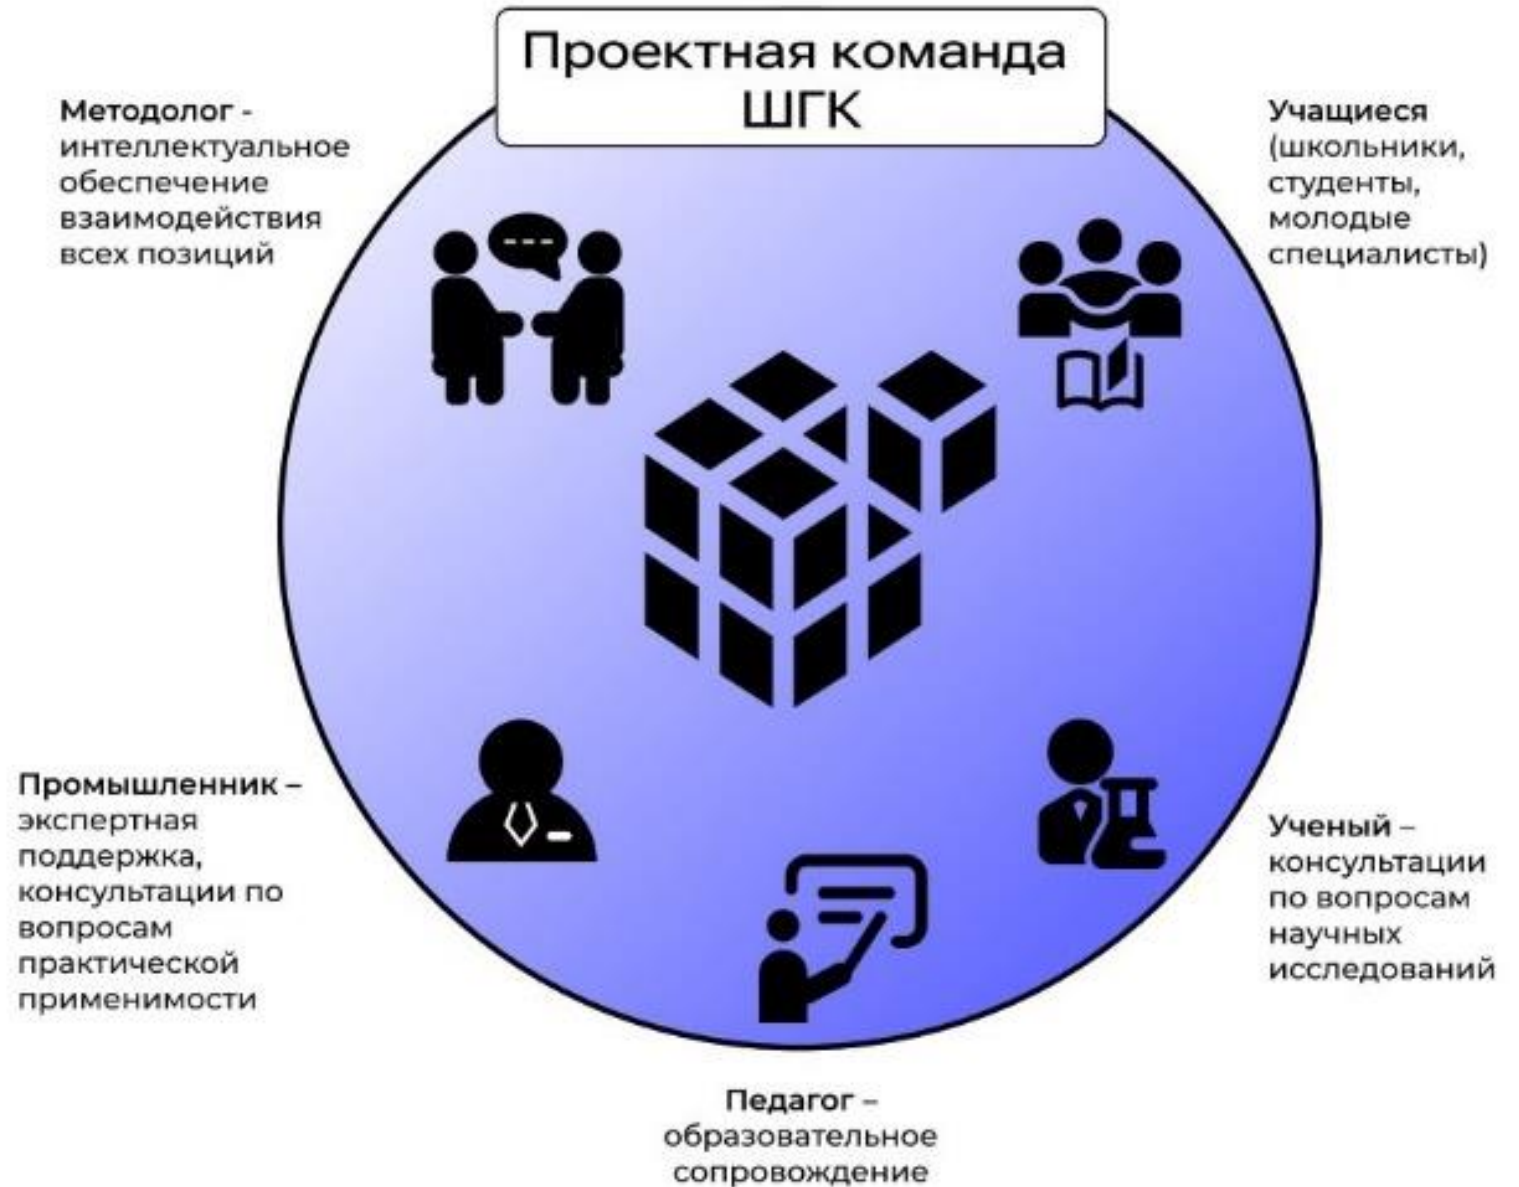 Проектная команда
ШГК
Методолог -
интеллектуальное
обеспечение
взаимодействия
всех позиций
Учащиеся
(школьники,
студенты,
молодые
специалисты)
Промышленник –
экспертная
поддержка,
консультации по
вопросам
практической
применимости
Ученый –
консультации
по вопросам
научных
исследований
Педагог –
образовательное
сопровождение